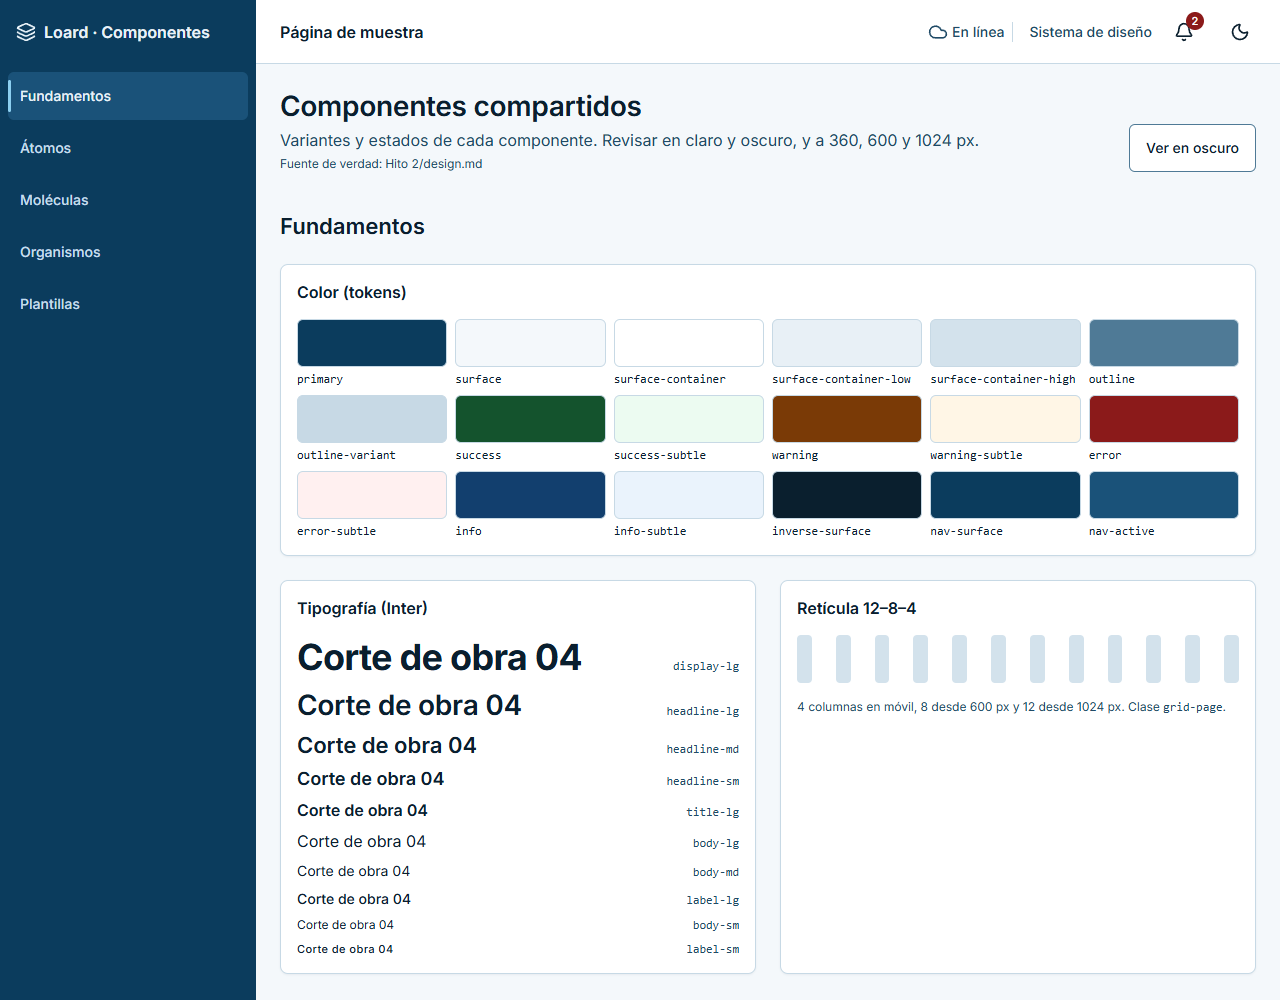 Loard · Componentes
Página de muestra
En línea
Sistema de diseño
2
Fundamentos
Átomos
Moléculas
Organismos
Plantillas
Componentes compartidos
Variantes y estados de cada componente. Revisar en claro y oscuro, y a 360, 600 y 1024 px.
Fuente de verdad: Hito 2/design.md
Ver en oscuro
Fundamentos
Color (tokens)
primary
surface
surface-container
surface-container-low
surface-container-high
outline
outline-variant
success
success-subtle
warning
warning-subtle
error
error-subtle
info
info-subtle
inverse-surface
nav-surface
nav-active
Tipografía (Inter)
Corte de obra 04 display-lg
Corte de obra 04 headline-lg
Corte de obra 04 headline-md
Corte de obra 04 headline-sm
Corte de obra 04 title-lg
Corte de obra 04 body-lg
Corte de obra 04 body-md
Corte de obra 04 label-lg
Corte de obra 04 body-sm
Corte de obra 04 label-sm
Retícula 12–8–4
4 columnas en móvil, 8 desde 600 px y 12 desde 1024 px. Clase grid-page.